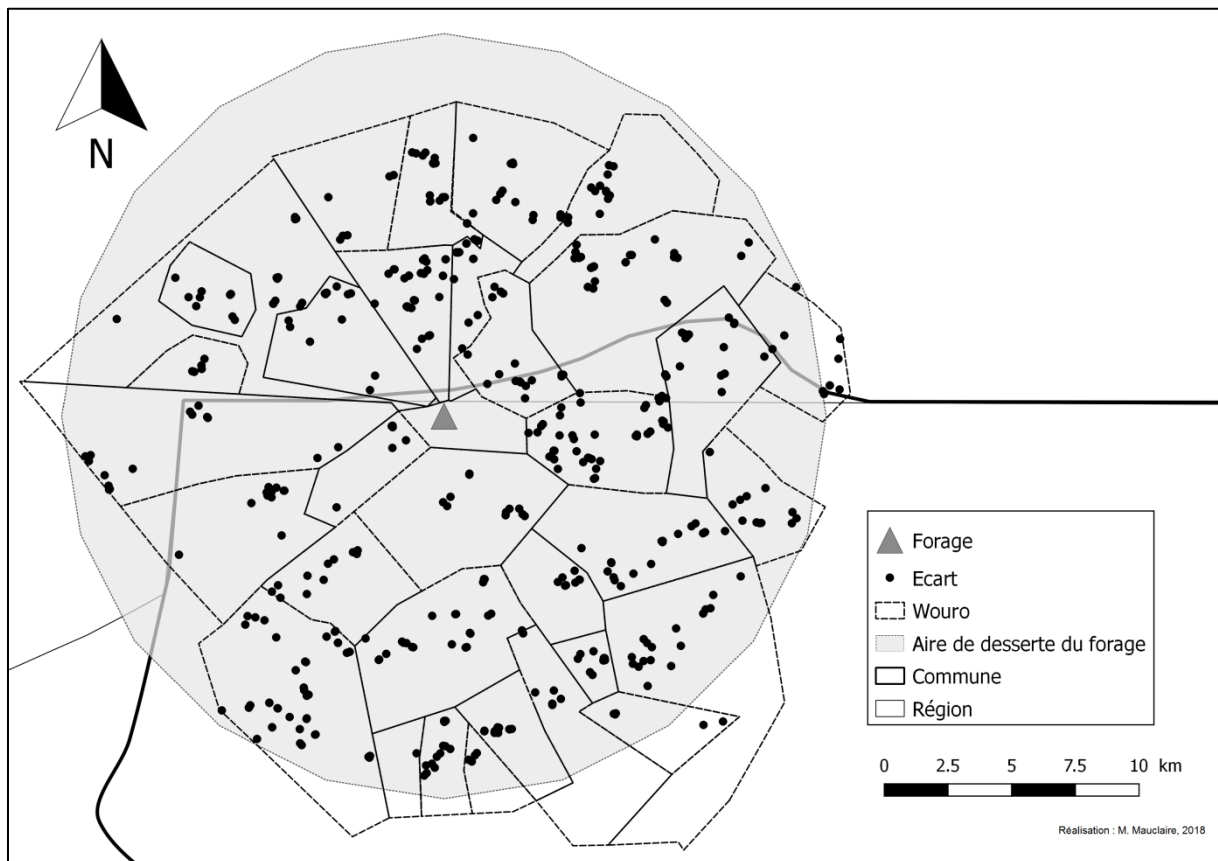 N
Forage
Ecart
Wouro
Aire de desserte du forage
Commune
Région
0 2.5 5 7.5 10 km
Réalisation : M. Mauclaire, 2018